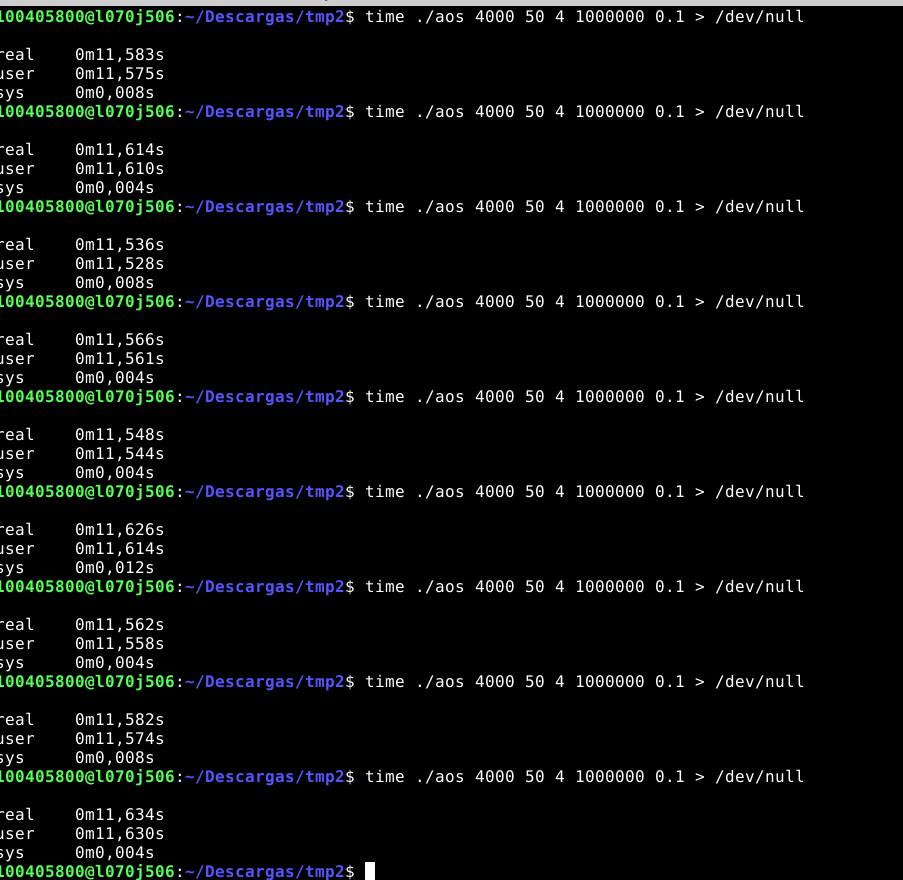 100405800@l070j506:~/Descargas/tmp2$ time ./aos 4000 50 4 1000000 0.1 > /dev/null
real 0m11,583s
user 0m11,575s
sys 0m0,008s
100405800@l070j506:~/Descargas/tmp2$ time ./aos 4000 50 4 1000000 0.1 > /dev/null
real 0m11,614s
user 0m11,610s
sys 0m0,004s
100405800@l070j506:~/Descargas/tmp2$ time ./aos 4000 50 4 1000000 0.1 > /dev/null
real 0m11,536s
user 0m11,528s
sys 0m0,008s
100405800@l070j506:~/Descargas/tmp2$ time ./aos 4000 50 4 1000000 0.1 > /dev/null
real 0m11,566s
user 0m11,561s
sys 0m0,004s
100405800@l070j506:~/Descargas/tmp2$ time ./aos 4000 50 4 1000000 0.1 > /dev/null
real 0m11,548s
user 0m11,544s
sys 0m0,004s
100405800@l070j506:~/Descargas/tmp2$ time ./aos 4000 50 4 1000000 0.1 > /dev/null
real 0m11,626s
user 0m11,614s
sys 0m0,012s
100405800@l070j506:~/Descargas/tmp2$ time ./aos 4000 50 4 1000000 0.1 > /dev/null
real 0m11,562s
user 0m11,558s
sys 0m0,004s
100405800@l070j506:~/Descargas/tmp2$ time ./aos 4000 50 4 1000000 0.1 > /dev/null
real 0m11,582s
user 0m11,574s
sys 0m0,008s
100405800@l070j506:~/Descargas/tmp2$ time ./aos 4000 50 4 1000000 0.1 > /dev/null
real 0m11,634s
user 0m11,630s
sys 0m0,004s
100405800@l070j506:~/Descargas/tmp2$